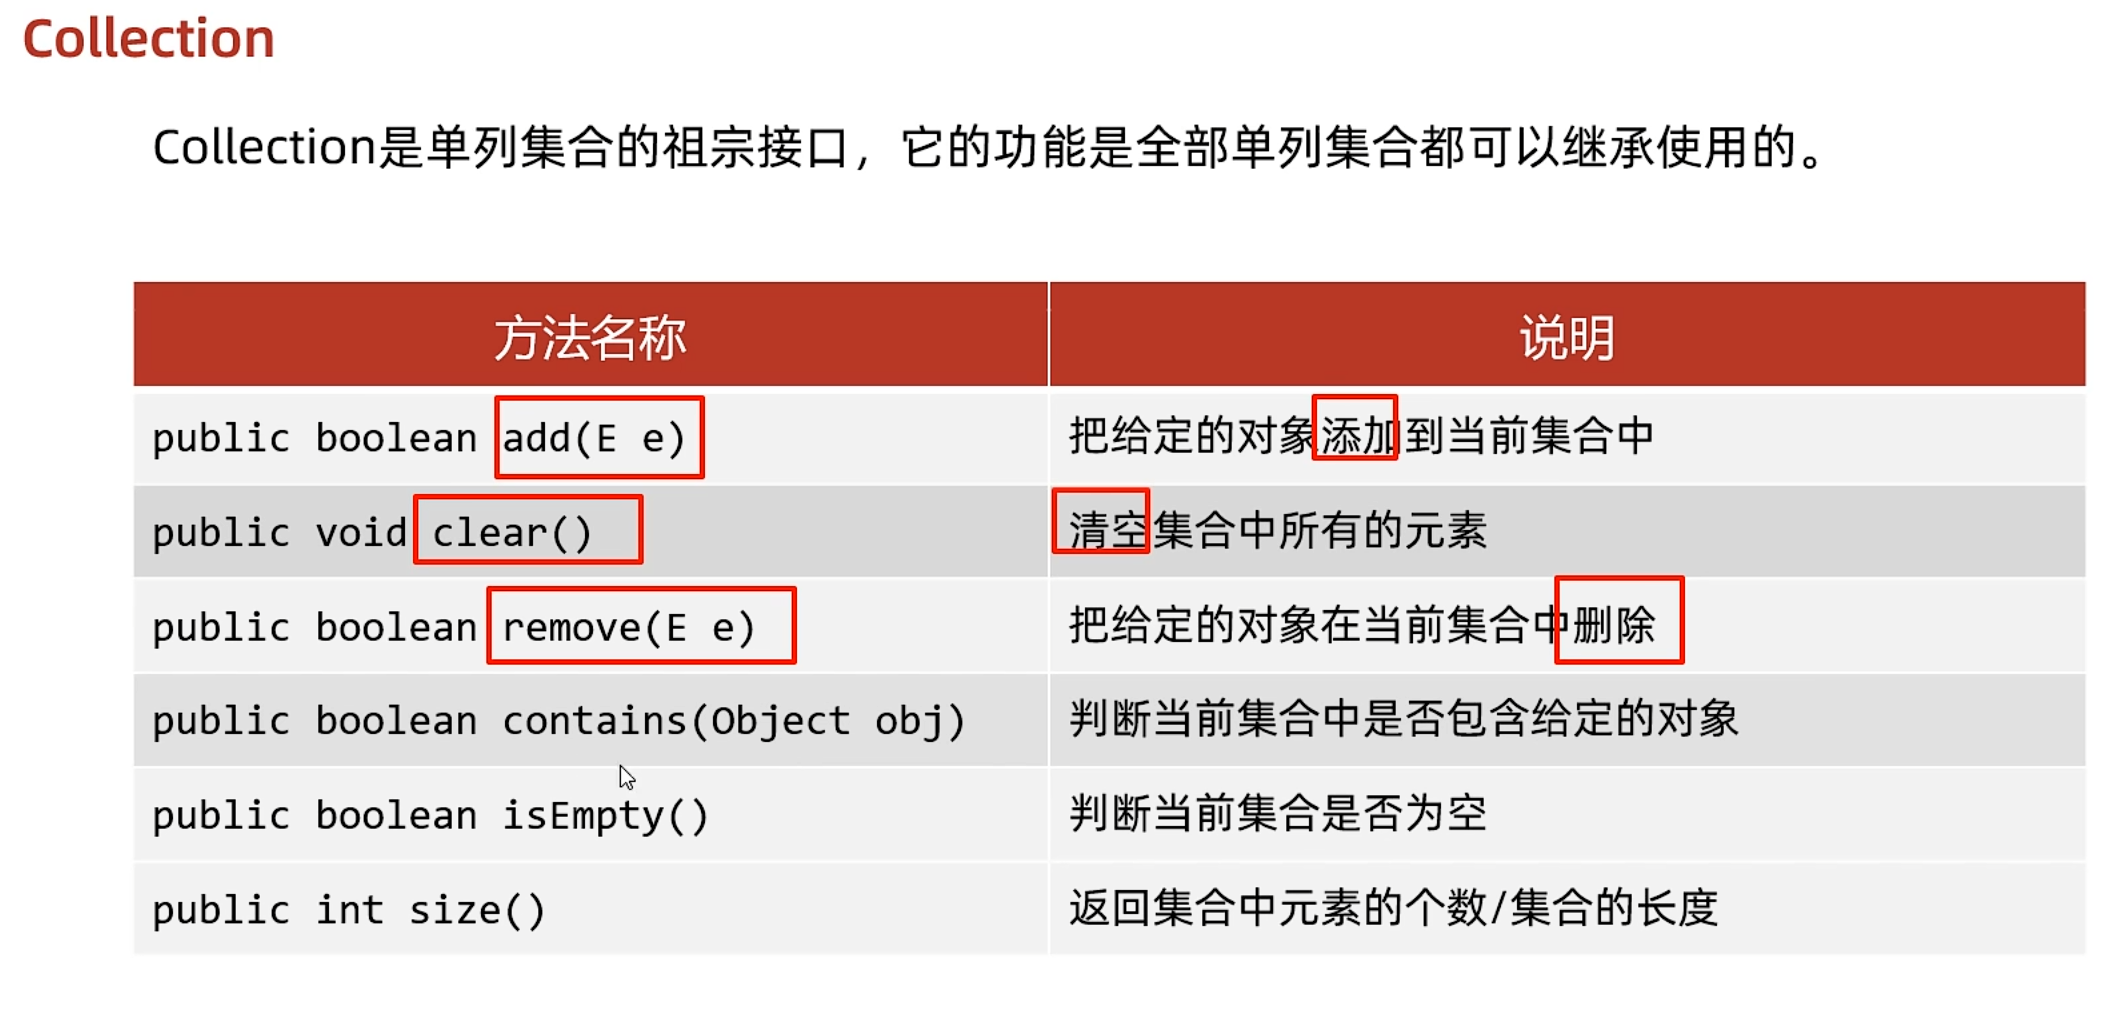 Collection
Collection是单列集合的祖宗接口，它的功能是全部单列集合都可以继承使用的。
方法名称 说明
public boolean add(E e) 把给定的对象添加到当前集合中
public void clear() 清空集合中所有的元素
public boolean remove(E e) 把给定的对象在当前集合中删除
public boolean contains(Object obj) 判断当前集合中是否包含给定的对象
public boolean isEmpty() 判断当前集合是否为空
public int size() 返回集合中元素的个数/集合的长度